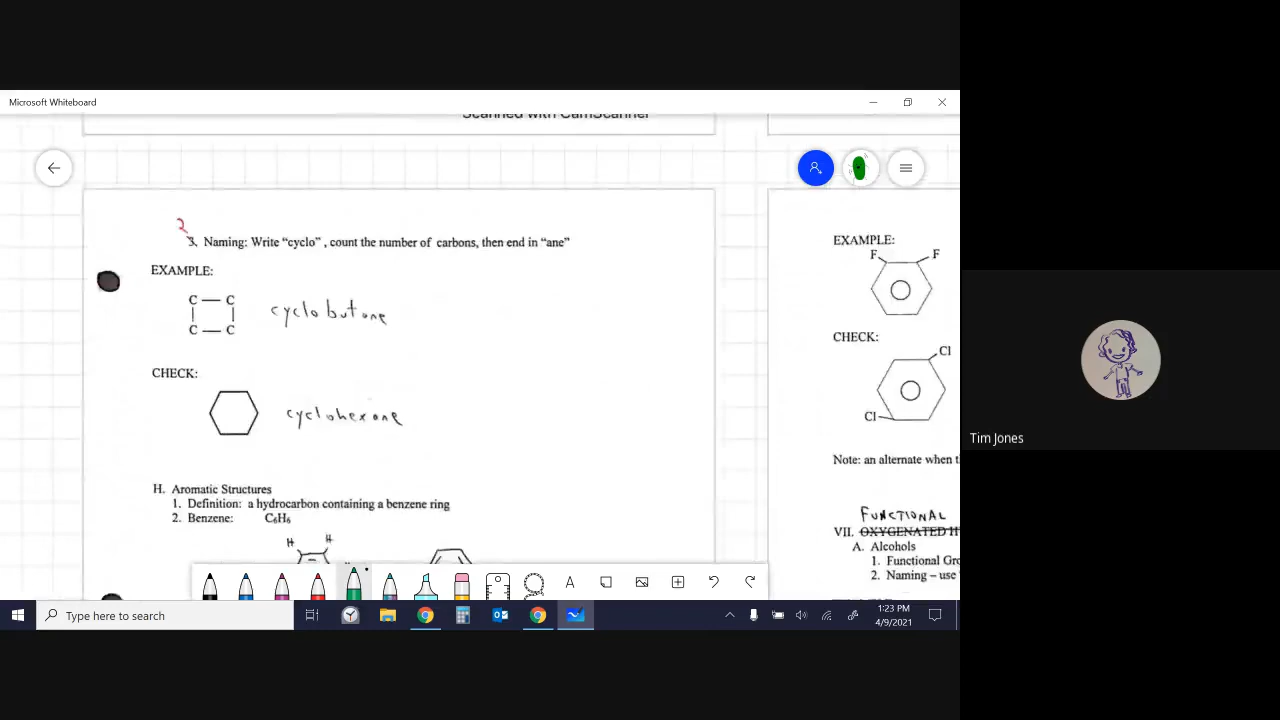 Microsoft Whiteboard
Scanned with CamScanner
2
3. Naming: Write “cyclo” , count the number of carbons, then end in “ane”
EXAMPLE:
C — C
C — C
cyclobutane
CHECK:
cyclohexane
H. Aromatic Structures
1. Definition: a hydrocarbon containing a benzene ring
2. Benzene: C₆H₆
H H
EXAMPLE:
F F
CHECK:
Cl
Cl
Note: an alternate when
FUNCTIONAL
VII. OXYGENATED
A. Alcohols
1. Functional
2. Naming – use
A
Type here to search
1:23 PM
4/9/2021
Tim Jones